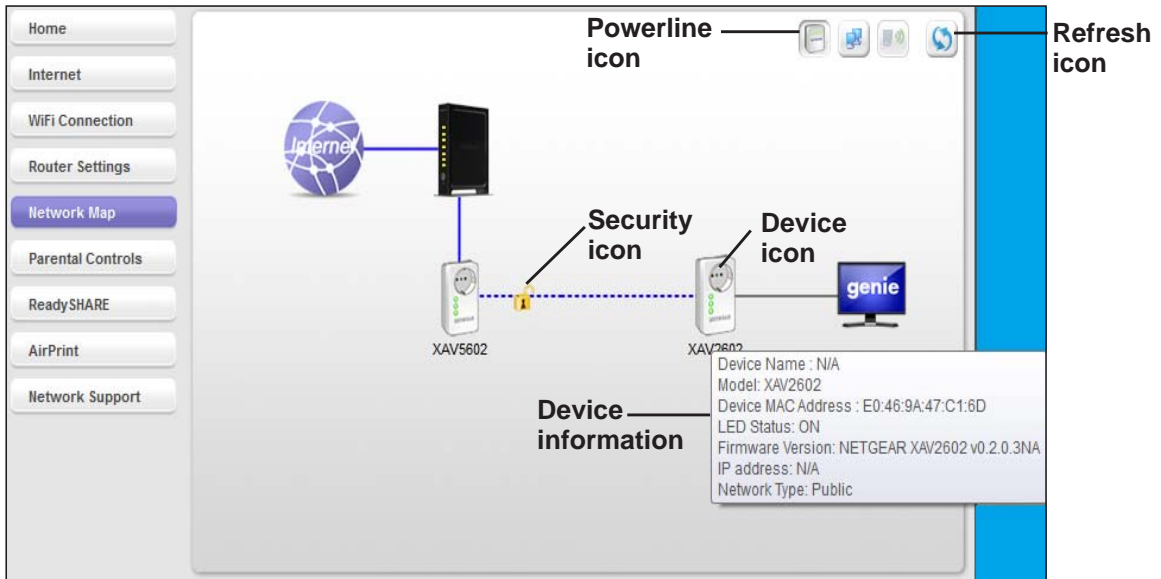 Home
Internet
WiFi Connection
Router Settings
Network Map
Parental Controls
ReadySHARE
AirPrint
Network Support
Powerline
icon
Refresh
icon
Internet
Security
icon
Device
icon
genie
XAV5602
XAV2602
Device
information
Device Name : N/A
Model: XAV2602
Device MAC Address : E0:46:9A:47:C1:6D
LED Status: ON
Firmware Version: NETGEAR XAV2602 v0.2.0.3NA
IP address: N/A
Network Type: Public